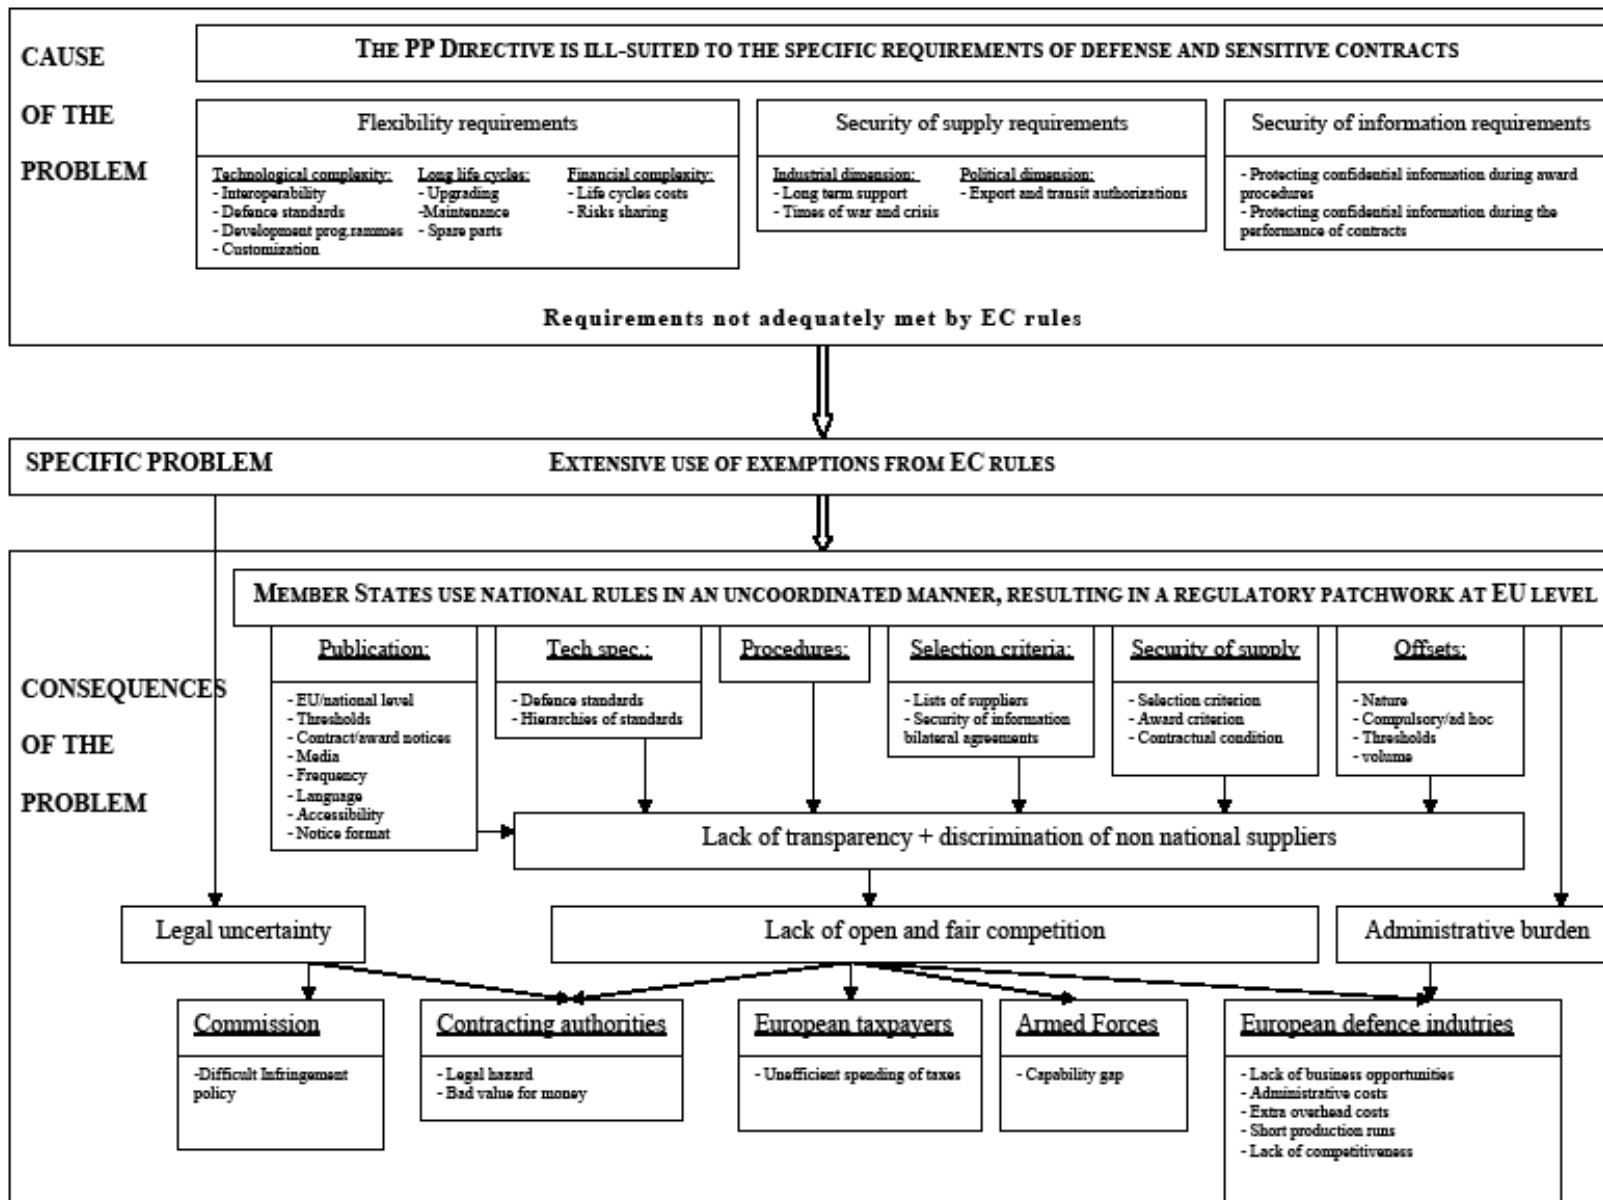 CAUSE
OF THE
PROBLEM
THE PP DIRECTIVE IS ILL-SUITED TO THE SPECIFIC REQUIREMENTS OF DEFENSE AND SENSITIVE CONTRACTS
Flexibility requirements
Technological complexity:
- Interoperability
- Defence standards
- Development prog.rammes
- Customization
Long life cycles:
- Upgrading
-Maintenance
- Spare parts
Financial complexity:
- Life cycles costs
- Risks sharing
Security of supply requirements
Industrial dimension:
- Long term support
- Times of war and crisis
Political dimension:
- Export and transit authorizations
Security of information requirements
- Protecting confidential information during award
procedures
- Protecting confidential information during the
performance of contracts
Requirements not adequately met by EC rules
SPECIFIC PROBLEM
EXTENSIVE USE OF EXEMPTIONS FROM EC RULES
CONSEQUENCES
OF THE
PROBLEM
MEMBER STATES USE NATIONAL RULES IN AN UNCOORDINATED MANNER, RESULTING IN A REGULATORY PATCHWORK AT EU LEVEL
Publication:
- EU/national level
- Thresholds
- Contract/award notices
- Media
- Frequency
- Language
- Accessibility
- Notice format
Tech spec.:
- Defence standards
- Hierarchies of standards
Procedures:
Selection criteria:
- Lists of suppliers
- Security of information
bilateral agreements
Security of supply
- Selection criterion
- Award criterion
- Contractual condition
Offsets:
- Nature
- Compulsory/ad hoc
- Thresholds
- volume
Lack of transparency + discrimination of non national suppliers
Legal uncertainty
Lack of open and fair competition
Administrative burden
Commission
-Difficult Infringement
policy
Contracting authorities
- Legal hazard
- Bad value for money
European taxpayers
- Unefficient spending of taxes
Armed Forces
- Capability gap
European defence indutries
- Lack of business opportunities
- Administrative costs
- Extra overhead costs
- Short production runs
- Lack of competitiveness